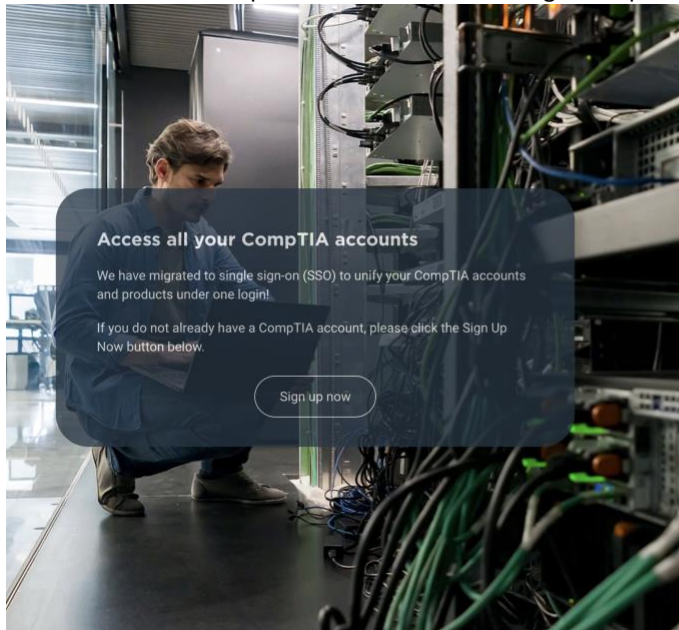 Access all your CompTIA accounts
We have migrated to single sign-on (SSO) to unify your CompTIA accounts
and products under one login!
If you do not already have a CompTIA account, please click the Sign Up
Now button below.
Sign up now